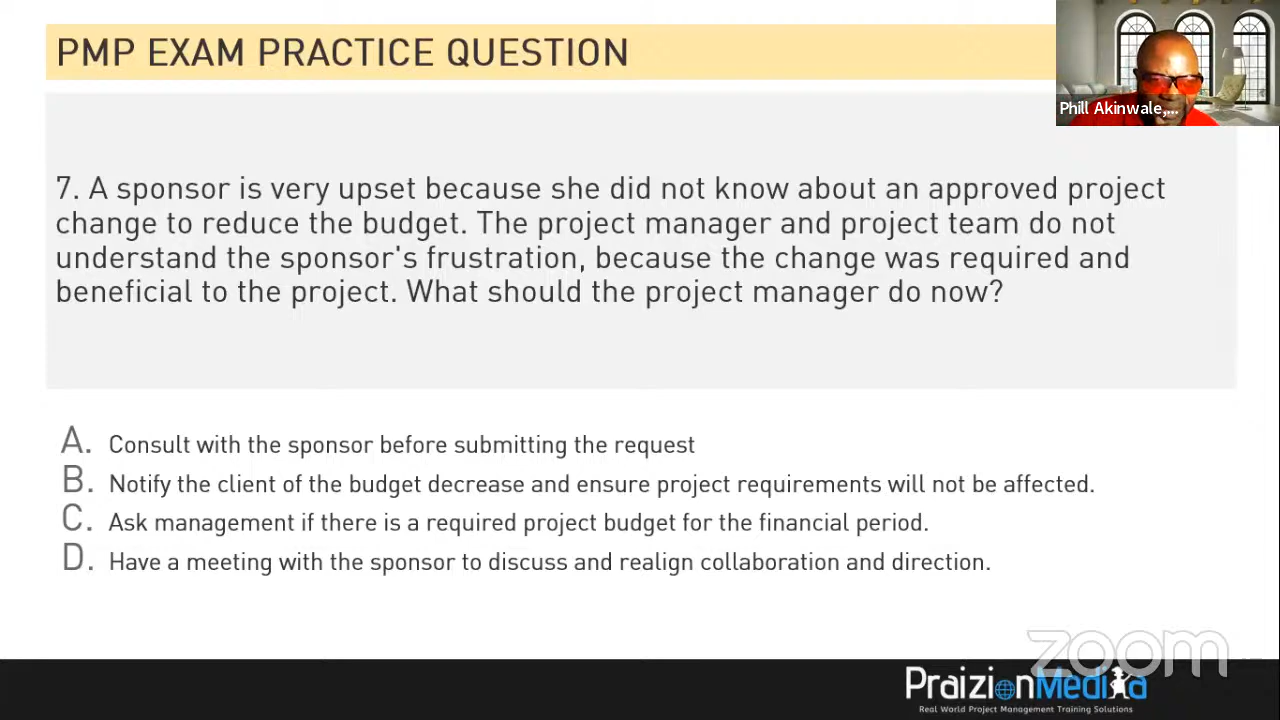 PMP EXAM PRACTICE QUESTION
Phill Akinwale,...
7. A sponsor is very upset because she did not know about an approved project
change to reduce the budget. The project manager and project team do not
understand the sponsor's frustration, because the change was required and
beneficial to the project. What should the project manager do now?
A. Consult with the sponsor before submitting the request
B. Notify the client of the budget decrease and ensure project requirements will not be affected.
C. Ask management if there is a required project budget for the financial period.
D. Have a meeting with the sponsor to discuss and realign collaboration and direction.
zoom
PraizionMedia
Real World Project Management Training Solutions